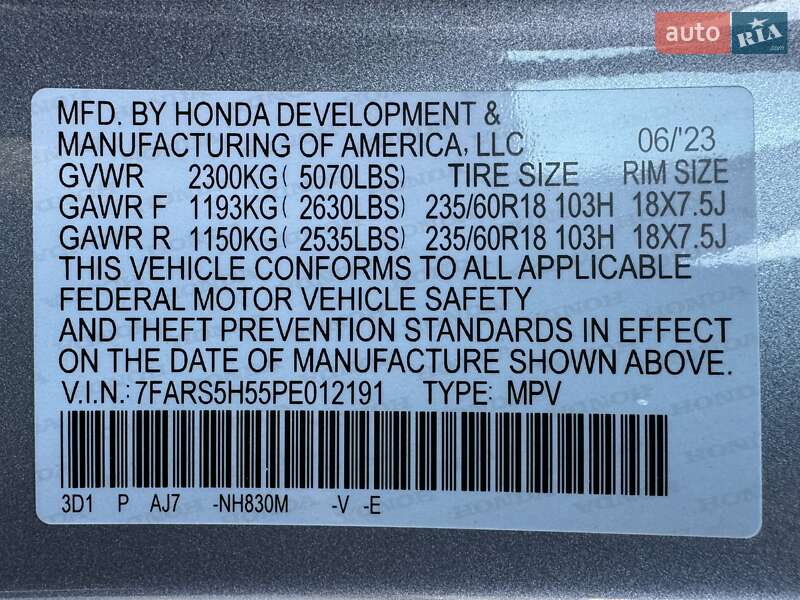 auto RIA.com
MFD. BY HONDA DEVELOPMENT &
MANUFACTURING OF AMERICA, LLC 06/'23
GVWR 2300KG( 5070LBS) TIRE SIZE RIM SIZE
GAWR F 1193KG( 2630LBS) 235/60R18 103H 18X7.5J
GAWR R 1150KG( 2535LBS) 235/60R18 103H 18X7.5J
THIS VEHICLE CONFORMS TO ALL APPLICABLE
FEDERAL MOTOR VEHICLE SAFETY
AND THEFT PREVENTION STANDARDS IN EFFECT
ON THE DATE OF MANUFACTURE SHOWN ABOVE.
V.I.N.: 7FARS5H55PE012191 TYPE: MPV
3D1 P AJ7 -NH830M -V -E